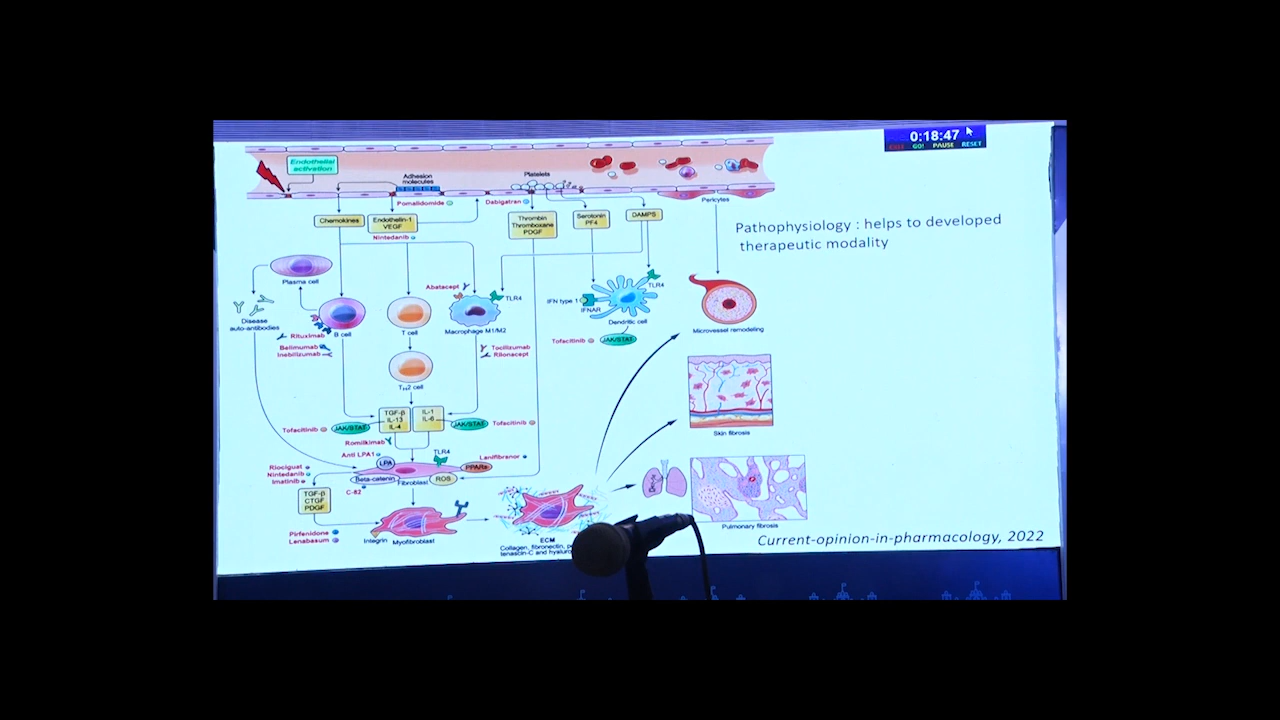 0:18:47
EXIT GO! PAUSE RESET
Endothelial
activation
Adhesion
molecules
Platelets
Pomalidomide
Dabigatran
Pericytes
Chemokines
Endothelin-1
VEGF
Nintedanib
Thrombin
Thromboxane
PDGF
Serotonin
PF4
DAMPS
Pathophysiology : helps to developed
therapeutic modality
Plasma cell
Disease
auto-antibodies
Abatacept
TLR4
IFN type 1
IFNAR
TLR4
Rituximab
B cell
T cell
Macrophage M1/M2
Dendritic cell
Microvessel remodeling
Belimumab
Inebilizumab
Tocilizumab
Rilonacept
Tofacitinib
JAK/STAT
TH2 cell
TGF-β
IL-13
IL-4
IL-1
IL-6
Tofacitinib
JAK/STAT
JAK/STAT
Tofacitinib
Skin fibrosis
Romilkimab
Anti LPA1
TLR4
Lanifibranor
LPA
PPARs
Riociguat
Nintedanib
Imatinib
Beta-catenin
Fibroblast
ROS
C-82
TGF-β
CTGF
PDGF
Pirfenidone
Lenabasum
Integrin
Myofibroblast
ECM
Collagen, fibronectin,
tenascin-C and
Pulmonary fibrosis
Current-opinion-in-pharmacology, 2022